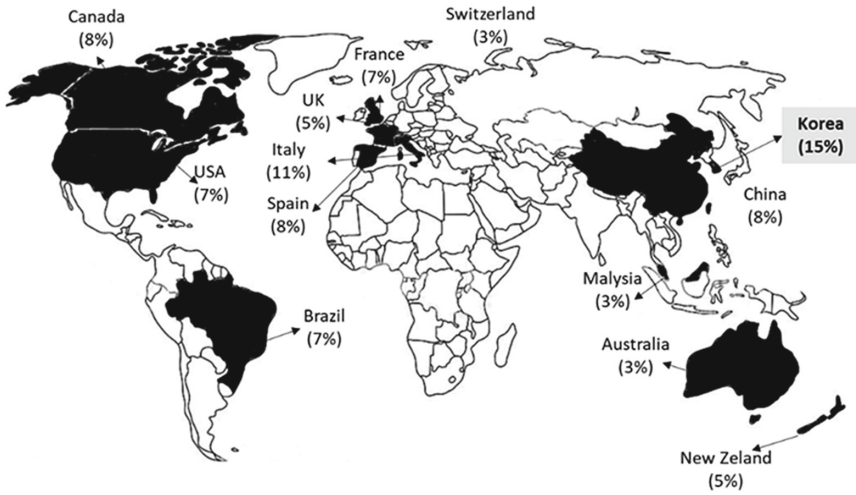 Canada
(8%)
Switzerland
(3%)
France
(7%)
UK
(5%)
Italy
(11%)
Spain
(8%)
USA
(7%)
Korea
(15%)
China
(8%)
Malysia
(3%)
Brazil
(7%)
Australia
(3%)
New Zeland
(5%)